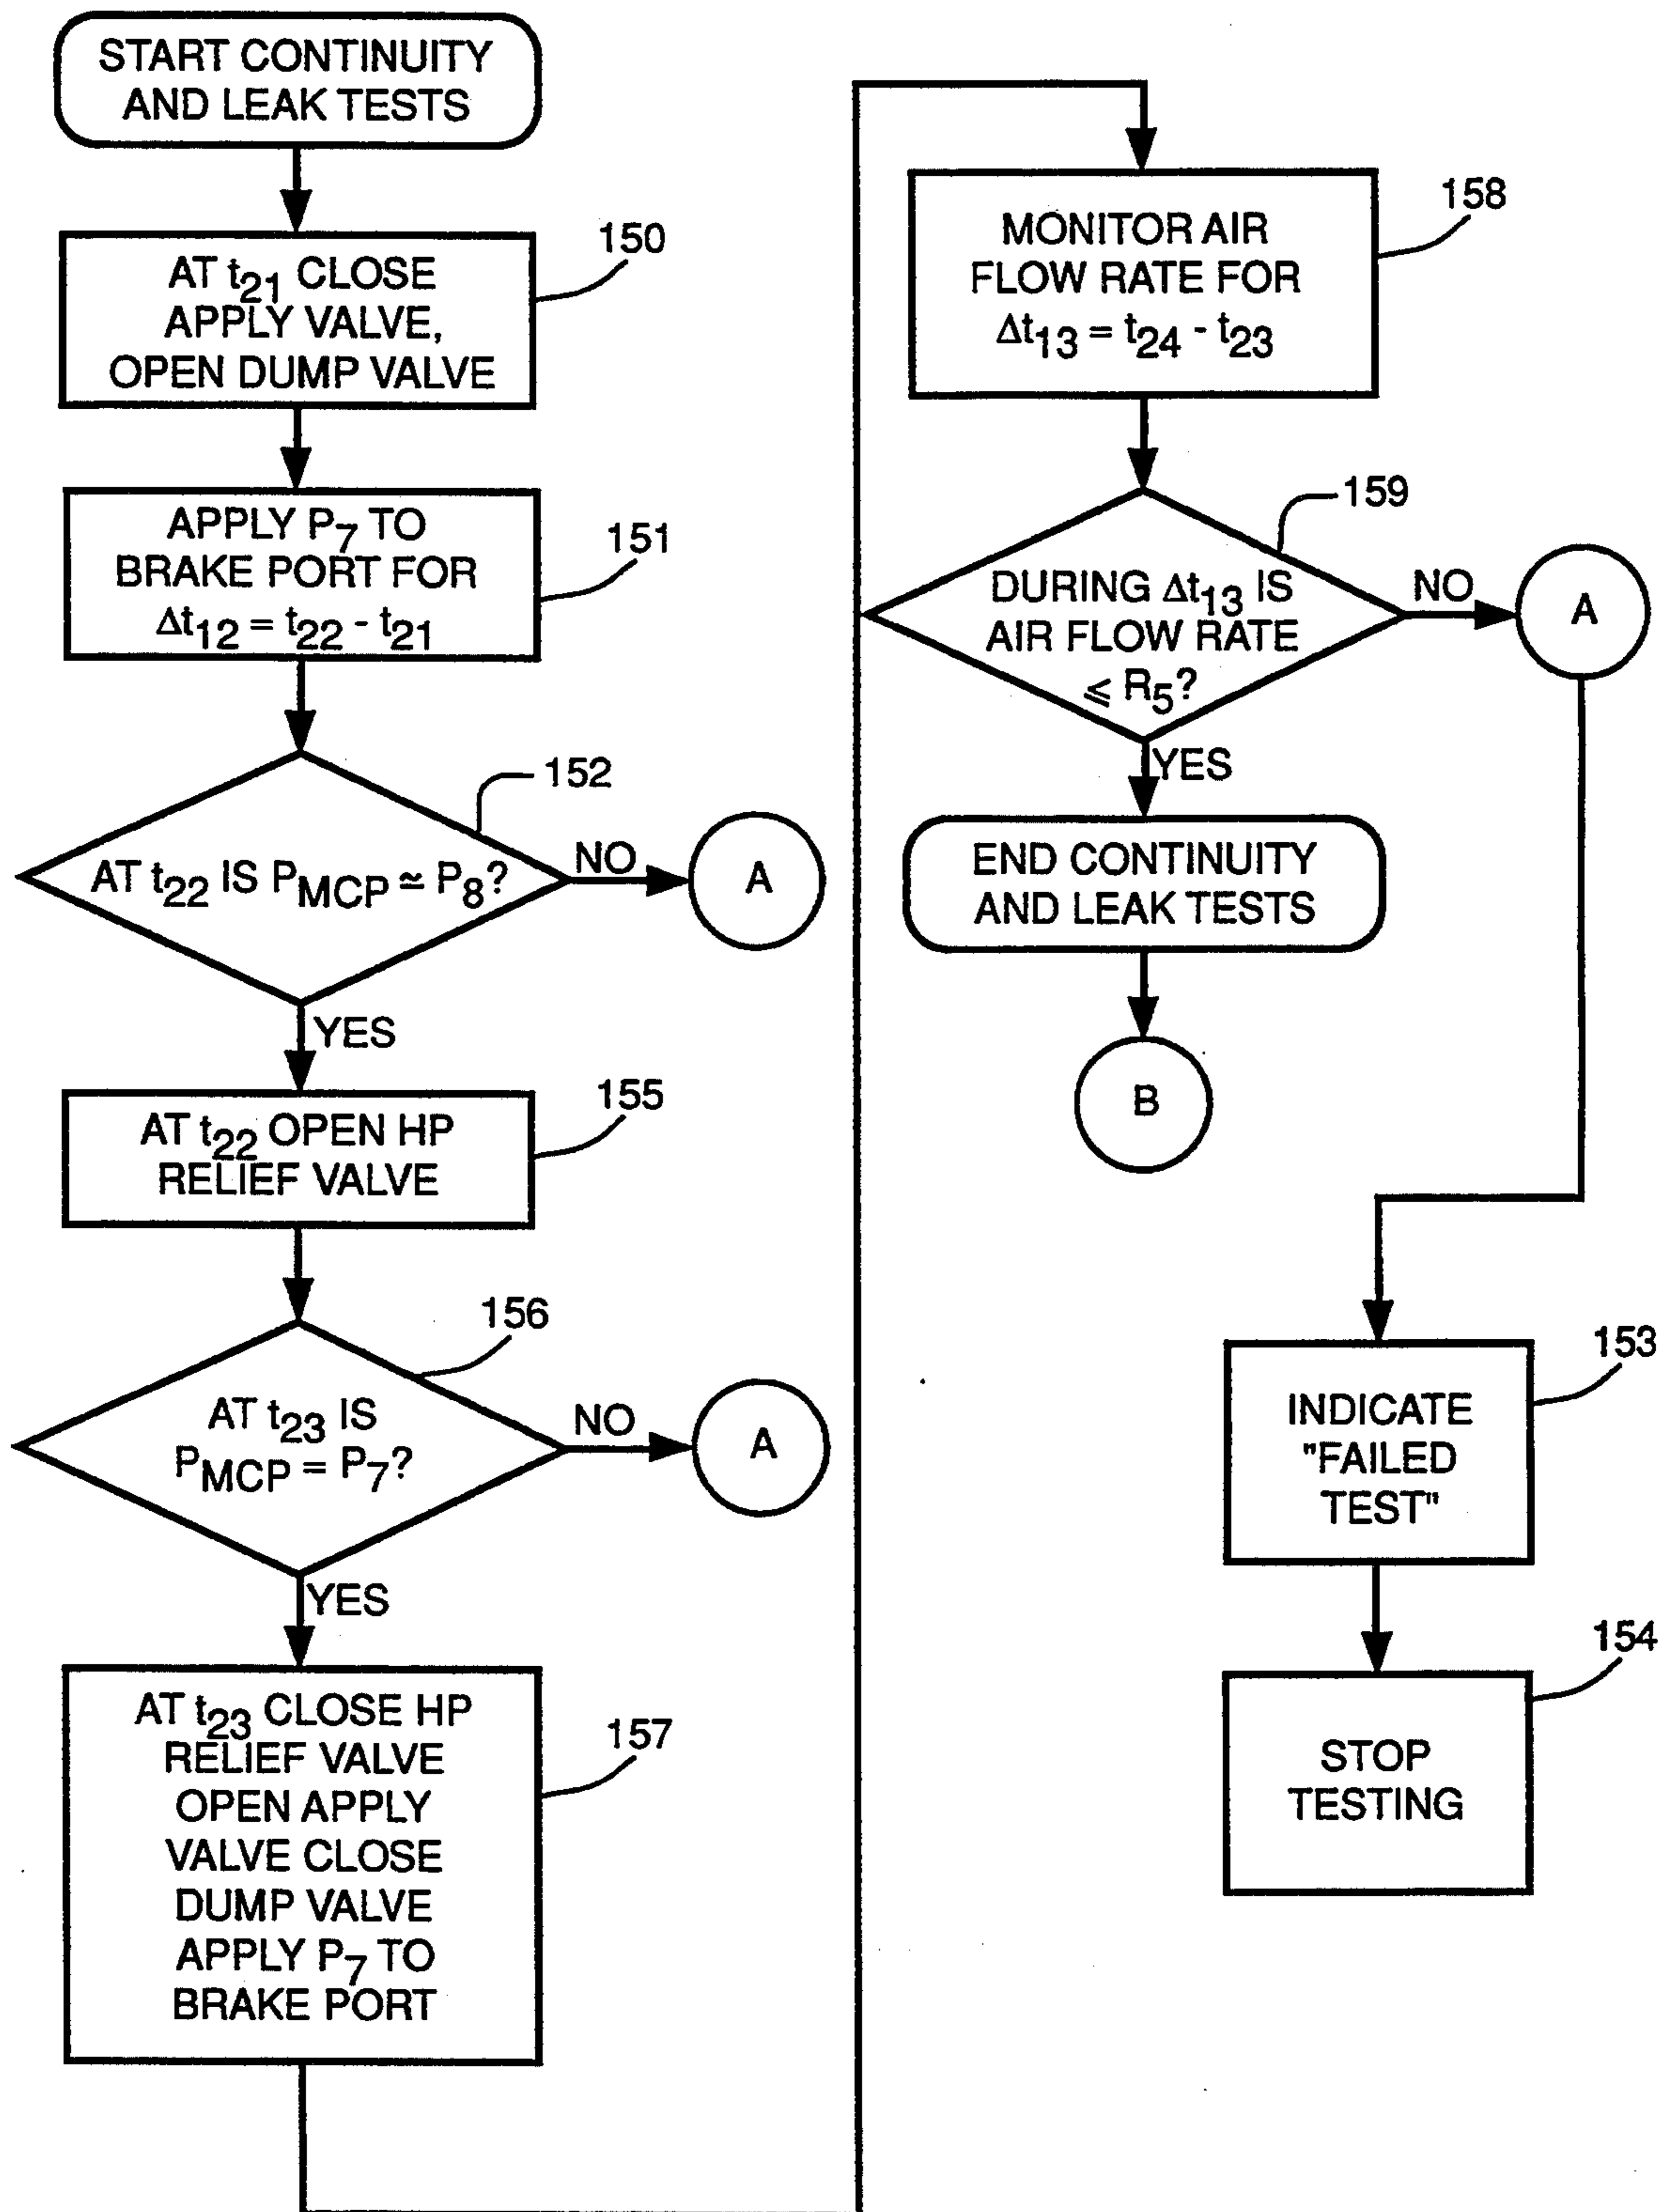 START CONTINUITY
AND LEAK TESTS
150
AT t21 CLOSE
APPLY VALVE,
OPEN DUMP VALVE
151
APPLY P7 TO
BRAKE PORT FOR
Δt12 = t22 - t21
152
AT t22 IS PMCP ≃ P8?
NO
A
YES
155
AT t22 OPEN HP
RELIEF VALVE
156
AT t23 IS
PMCP = P7?
NO
A
YES
157
AT t23 CLOSE HP
RELIEF VALVE
OPEN APPLY
VALVE CLOSE
DUMP VALVE
APPLY P7 TO
BRAKE PORT
158
MONITOR AIR
FLOW RATE FOR
Δt13 = t24 - t23
159
DURING Δt13 IS
AIR FLOW RATE
⩽ R5?
NO
A
YES
END CONTINUITY
AND LEAK TESTS
B
153
INDICATE
"FAILED
TEST"
154
STOP
TESTING